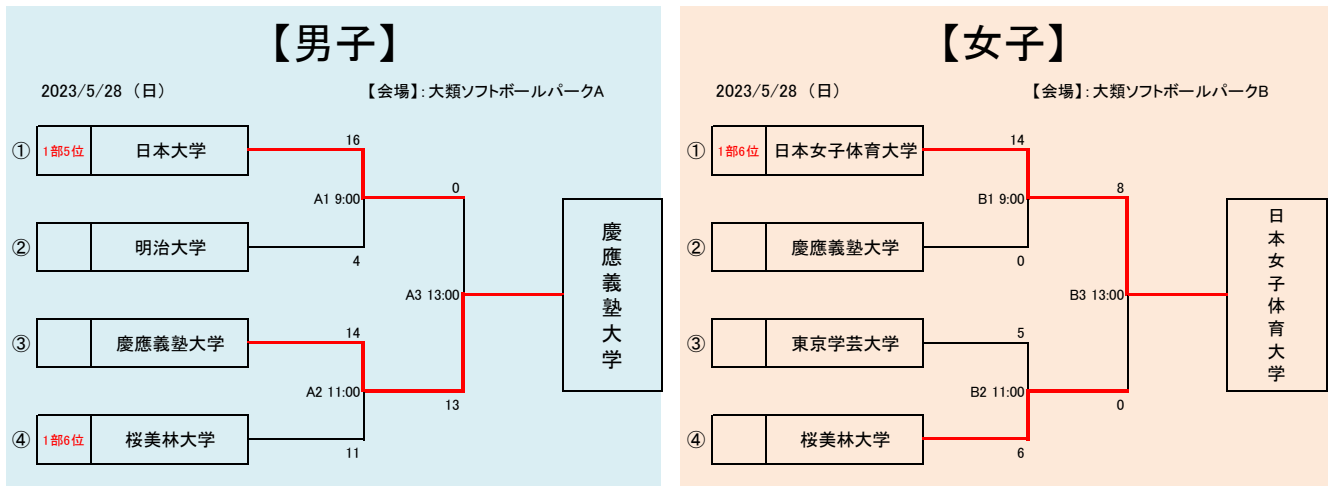 【男子】
2023/5/28 （日）
【会場】：大類ソフトボールパークA
16
① 1部5位 日本大学
0
A1 9:00
② 明治大学
4
慶應義塾大学
A3 13:00
14
③ 慶應義塾大学
A2 11:00
13
④ 1部6位 桜美林大学
11
【女子】
2023/5/28 （日）
【会場】：大類ソフトボールパークB
14
① 1部6位 日本女子体育大学
8
B1 9:00
② 慶應義塾大学
0
日本女子体育大学
B3 13:00
5
③ 東京学芸大学
B2 11:00
0
④ 桜美林大学
6